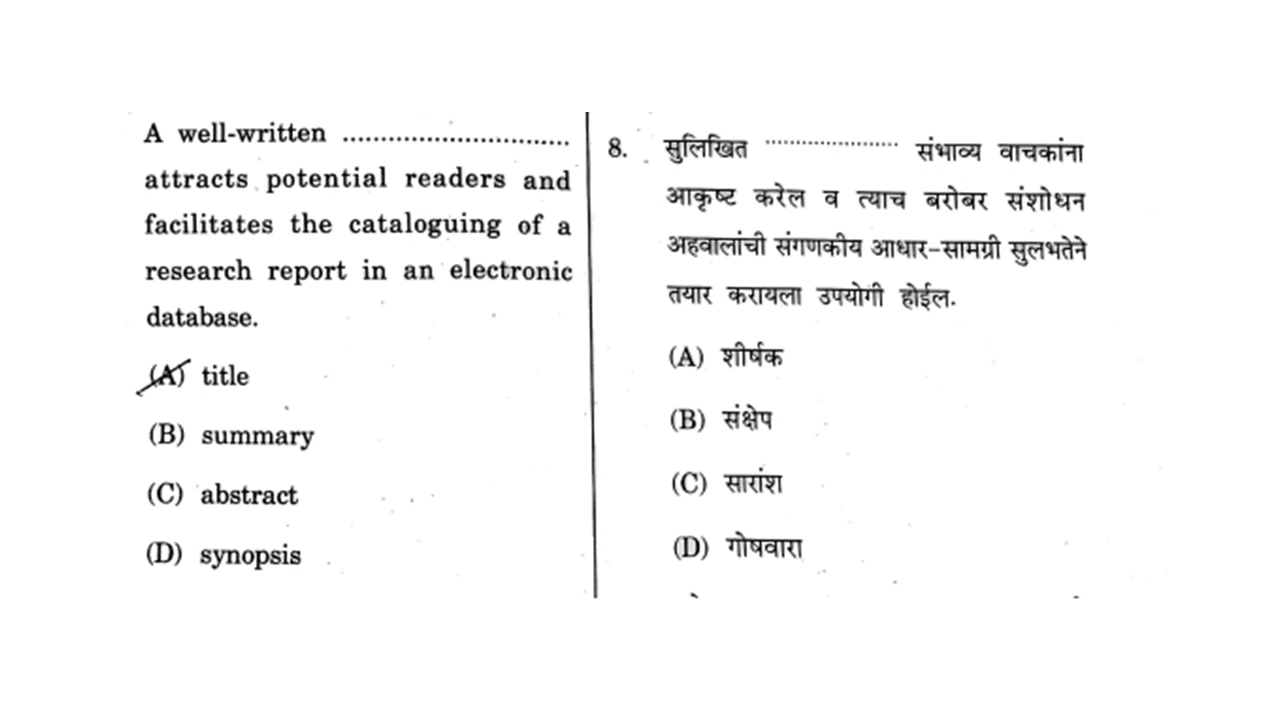 A well-written ..............................
attracts potential readers and
facilitates the cataloguing of a
research report in an electronic
database.
(A) title
(B) summary
(C) abstract
(D) synopsis
8. सुलिखित ...................... संभाव्य वाचकांना
आकृष्ट करेल व त्याच बरोबर संशोधन
अहवालांची संगणकीय आधार-सामग्री सुलभतेने
तयार करायला उपयोगी होईल.
(A) शीर्षक
(B) संक्षेप
(C) सारांश
(D) गोषवारा